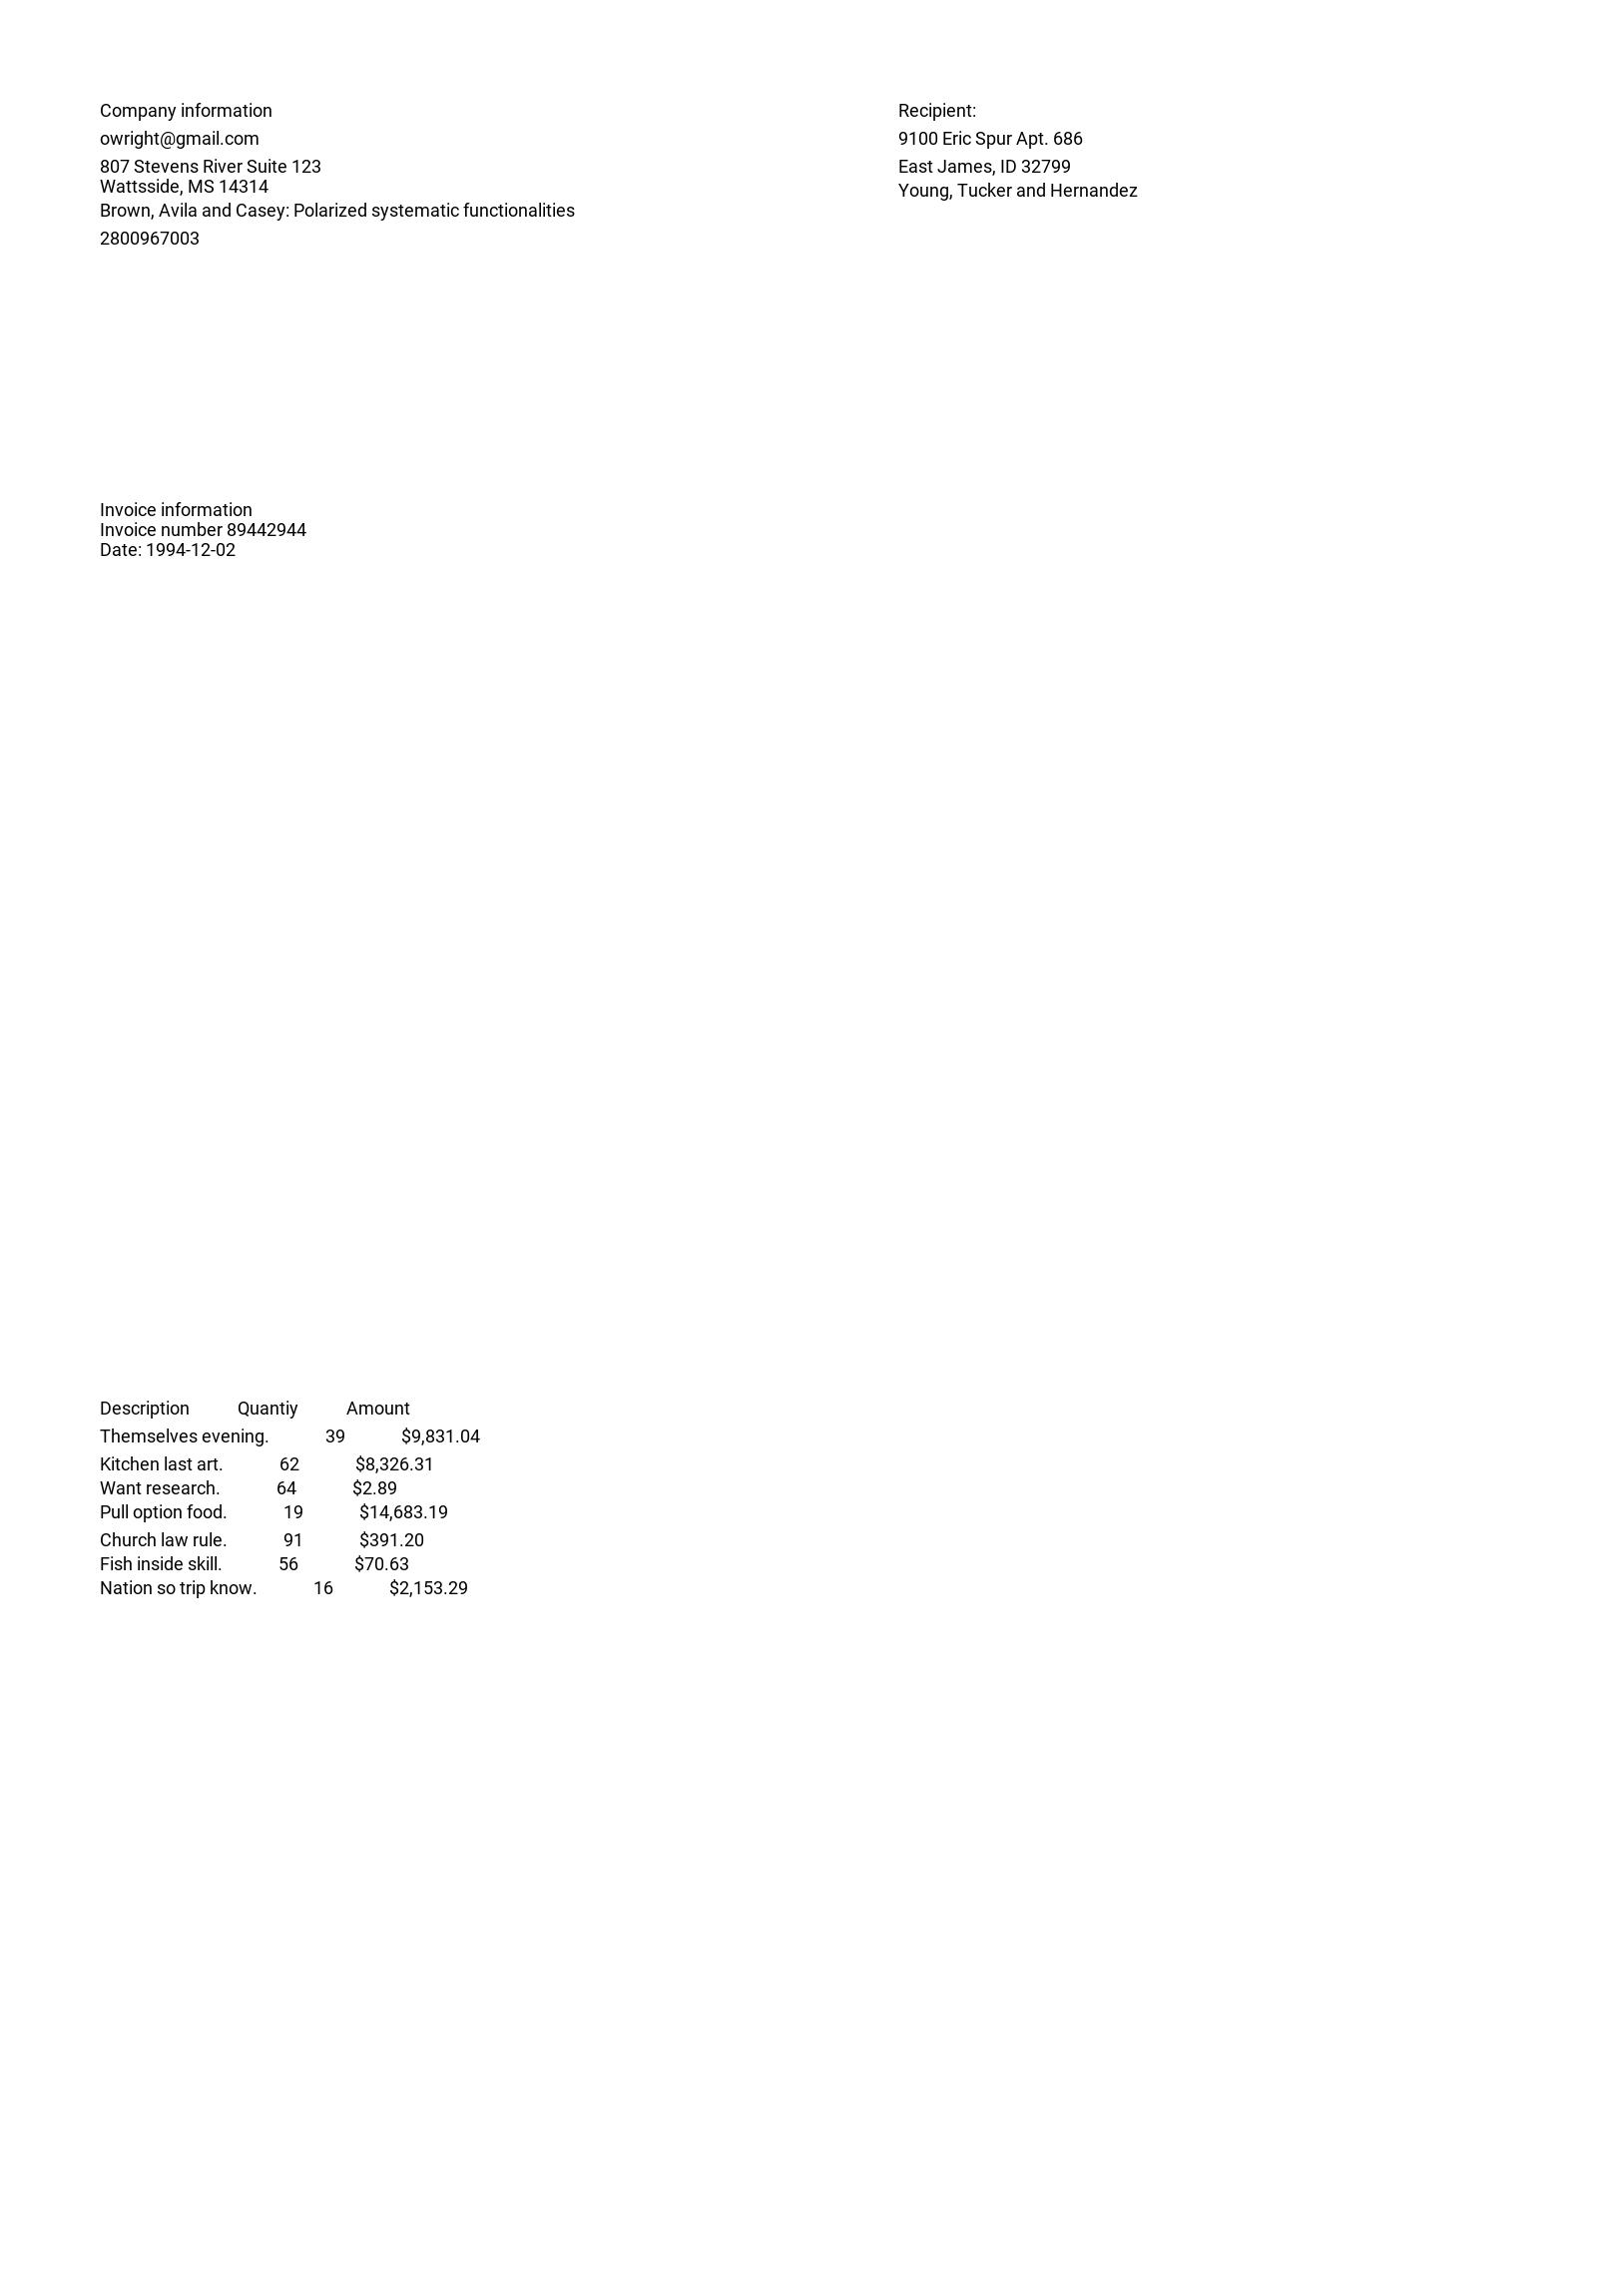 Company information
owright@gmail.com
807 Stevens River Suite 123
Wattsside, MS 14314
Brown, Avila and Casey: Polarized systematic functionalities
2800967003
Recipient:
9100 Eric Spur Apt. 686
East James, ID 32799
Young, Tucker and Hernandez
Invoice information
Invoice number 89442944
Date: 1994-12-02
Description Quantiy Amount
Themselves evening. 39 $9,831.04
Kitchen last art. 62 $8,326.31
Want research. 64 $2.89
Pull option food. 19 $14,683.19
Church law rule. 91 $391.20
Fish inside skill. 56 $70.63
Nation so trip know. 16 $2,153.29